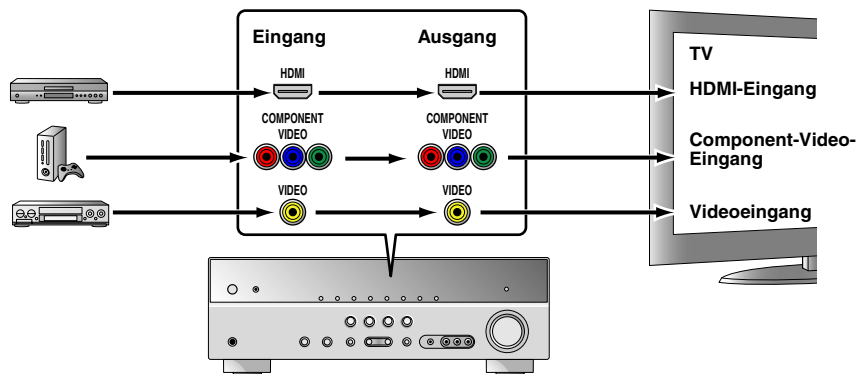 Eingang
Ausgang
TV
HDMI
HDMI
HDMI-Eingang
COMPONENT
VIDEO
COMPONENT
VIDEO
Component-Video-
Eingang
VIDEO
VIDEO
Videoeingang